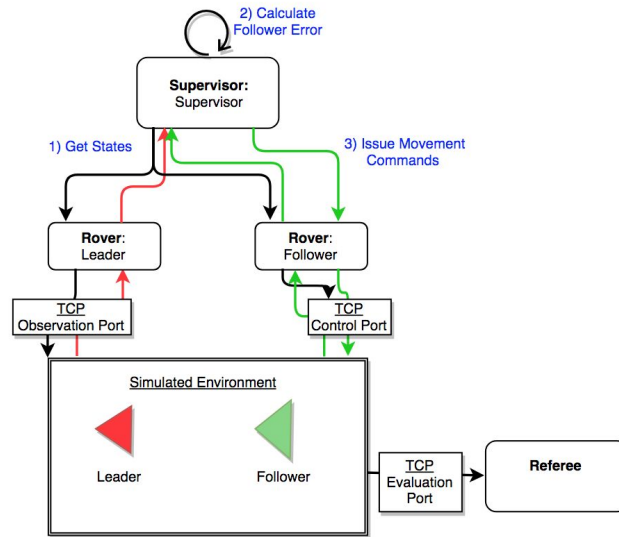 2) Calculate
Follower Error
Supervisor:
Supervisor
1) Get States
3) Issue Movement
Commands
Rover:
Leader
Rover:
Follower
TCP
Observation Port
TCP
Control Port
Simulated Environment
Leader
Follower
TCP
Evaluation
Port
Referee